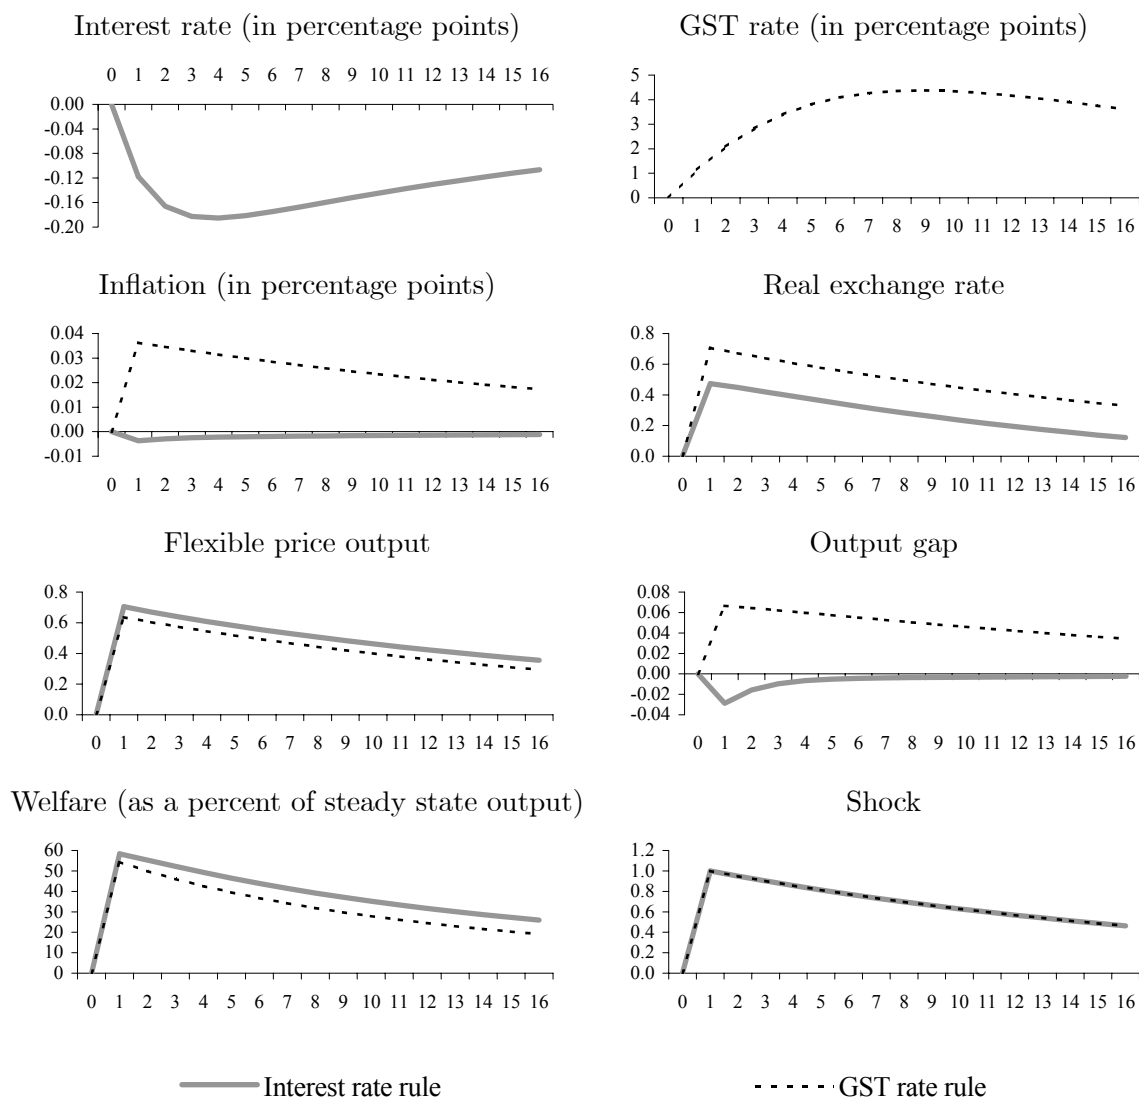 Interest rate (in percentage points)
0 1 2 3 4 5 6 7 8 9 10 11 12 13 14 15 16
0.00
-0.04
-0.08
-0.12
-0.16
-0.20
GST rate (in percentage points)
5
4
3
2
1
0
0 1 2 3 4 5 6 7 8 9 10 11 12 13 14 15 16
Inflation (in percentage points)
0.04
0.03
0.02
0.01
0.00
-0.01
0 1 2 3 4 5 6 7 8 9 10 11 12 13 14 15 16
Real exchange rate
0.8
0.6
0.4
0.2
0.0
0 1 2 3 4 5 6 7 8 9 10 11 12 13 14 15 16
Flexible price output
0.8
0.6
0.4
0.2
0.0
0 1 2 3 4 5 6 7 8 9 10 11 12 13 14 15 16
Output gap
0.08
0.06
0.04
0.02
0.00
-0.02
-0.04
0 1 2 3 4 5 6 7 8 9 10 11 12 13 14 15 16
Welfare (as a percent of steady state output)
60
50
40
30
20
10
0
0 1 2 3 4 5 6 7 8 9 10 11 12 13 14 15 16
Shock
1.2
1.0
0.8
0.6
0.4
0.2
0.0
0 1 2 3 4 5 6 7 8 9 10 11 12 13 14 15 16
Interest rate rule
GST rate rule